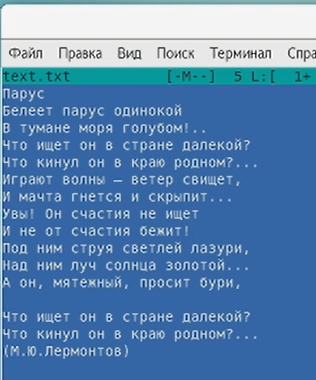 Файл Правка Вид Поиск Терминал Спра
text.txt [-M--] 5 L:[ 1+
Парус
Белеет парус одинокой
В тумане моря голубом!..
Что ищет он в стране далекой?
Что кинул он в краю родном?...
Играют волны – ветер свищет,
И мачта гнется и скрыпит...
Увы! Он счастия не ищет
И не от счастия бежит!
Под ним струя светлей лазури,
Над ним луч солнца золотой...
А он, мятежный, просит бури,
Что ищет он в стране далекой?
Что кинул он в краю родном?...
(М.Ю.Лермонтов)